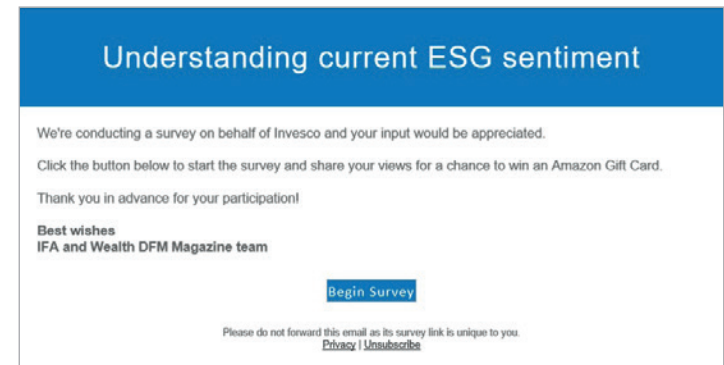 Understanding current ESG sentiment
We're conducting a survey on behalf of Invesco and your input would be appreciated.
Click the button below to start the survey and share your views for a chance to win an Amazon Gift Card.
Thank you in advance for your participation!
Best wishes
IFA and Wealth DFM Magazine team
Begin Survey
Please do not forward this email as its survey link is unique to you.
Privacy | Unsubscribe